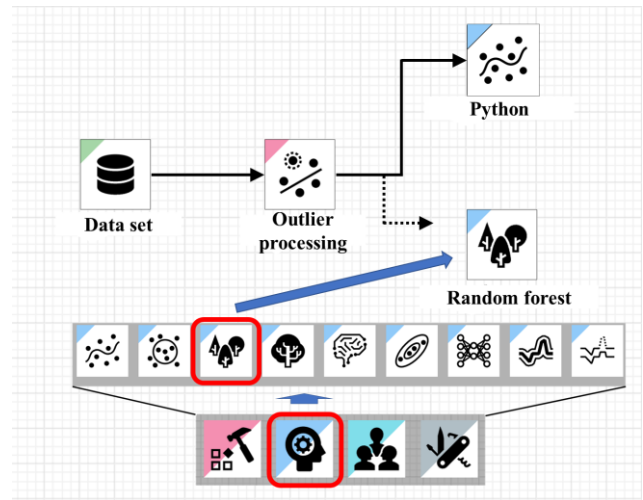 Python
Data set
Outlier
processing
Random forest